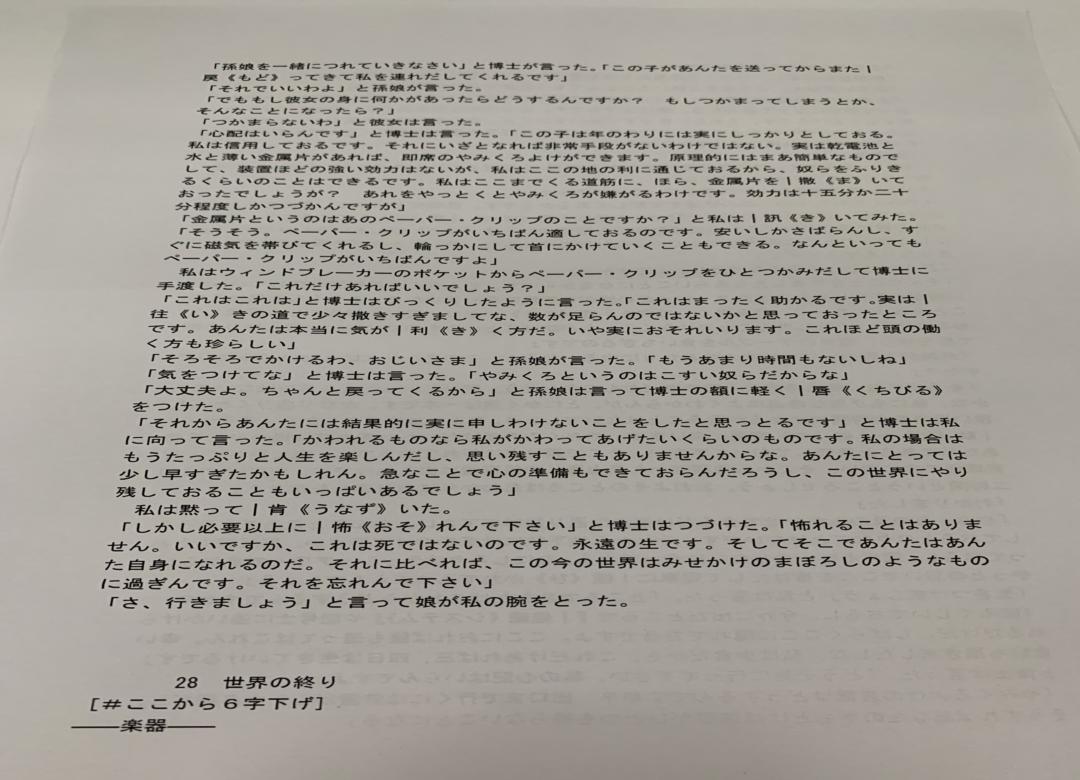 「孫娘を一緒につれていきなさい」と博士が言った。「この子があんたを送ってからまた|
戻《もど》ってきて私を連れだしてくれるです」
「それでいいわよ」と孫娘が言った。
「でももし彼女の身に何かがあったらどうするんですか？　もしつかまってしまうとか、
そんなことになったら？」
「つかまらないわ」と彼女は言った。
「心配はいらんです」と博士は言った。「この子は年のわりには実にしっかりとしておる。
私は信用しておるです。それにいざとなれば非常手段がないわけではない。実は乾電池と
水と薄い金属片があれば、即席のやみくろよけができます。原理的にはまあ簡単なもので
して、装置ほどの強い効力はないが、私はここの地の利に通じておるから、奴らをふりき
るくらいのことはできるです。私はここまでくる道筋に、ほら、金属片を|撒《ま》いて
おったでしょうが？　あれをやっとくとやみくろが嫌がるわけです。効力は十五分か二十
分程度しかつづかんですが」
「金属片というのはあのペーパー・クリップのことですか？」と私は|訊《き》いてみた。
「そうそう。ペーパー・クリップがいちばん適しておるのです。安いしかさばらんし、す
ぐに磁気を帯びてくれるし、輪っかにして首にかけていくこともできる。なんといっても
ペーパー・クリップがいちばんですよ」
私はウィンドブレーカーのポケットからペーパー・クリップをひとつかみだして博士に
手渡した。「これだけあればいいでしょう？」
「これはこれは」と博士はびっくりしたように言った。「これはまったく助かるです。実は|
往《い》きの道で少々撒きすぎましてな、数が足らんのではないかと思っておったところ
です。あんたは本当に気が|利《き》く方だ。いや実におそれいります。これほど頭の働
く方も珍らしい」
「そろそろでかけるわ、おじいさま」と孫娘が言った。「もうあまり時間もないしね」
「気をつけてな」と博士は言った。「やみくろというのはこすい奴らだからな」
「大丈夫よ。ちゃんと戻ってくるから」と孫娘は言って博士の額に軽く|唇《くちびる》
をつけた。
「それからあんたには結果的に実に申しわけないことをしたと思っとるです」と博士は私
に向って言った。「かわれるものなら私がかわってあげたいくらいのものです。私の場合は
もうたっぷりと人生を楽しんだし、思い残すこともありませんからな。あんたにとっては
少し早すぎたかもしれん。急なことで心の準備もできておらんだろうし、この世界にやり
残しておることもいっぱいあるでしょう」
私は黙って|肯《うなず》いた。
「しかし必要以上に|怖《おそ》れんで下さい」と博士はつづけた。「怖れることはありま
せん。いいですか、これは死ではないのです。永遠の生です。そしてそこであんたはあん
た自身になれるのだ。それに比べれば、この今の世界はみせかけのまぼろしのようなもの
に過ぎんです。それを忘れんで下さい」
「さ、行きましょう」と言って娘が私の腕をとった。
28　世界の終り
［＃ここから６字下げ］
――楽器――